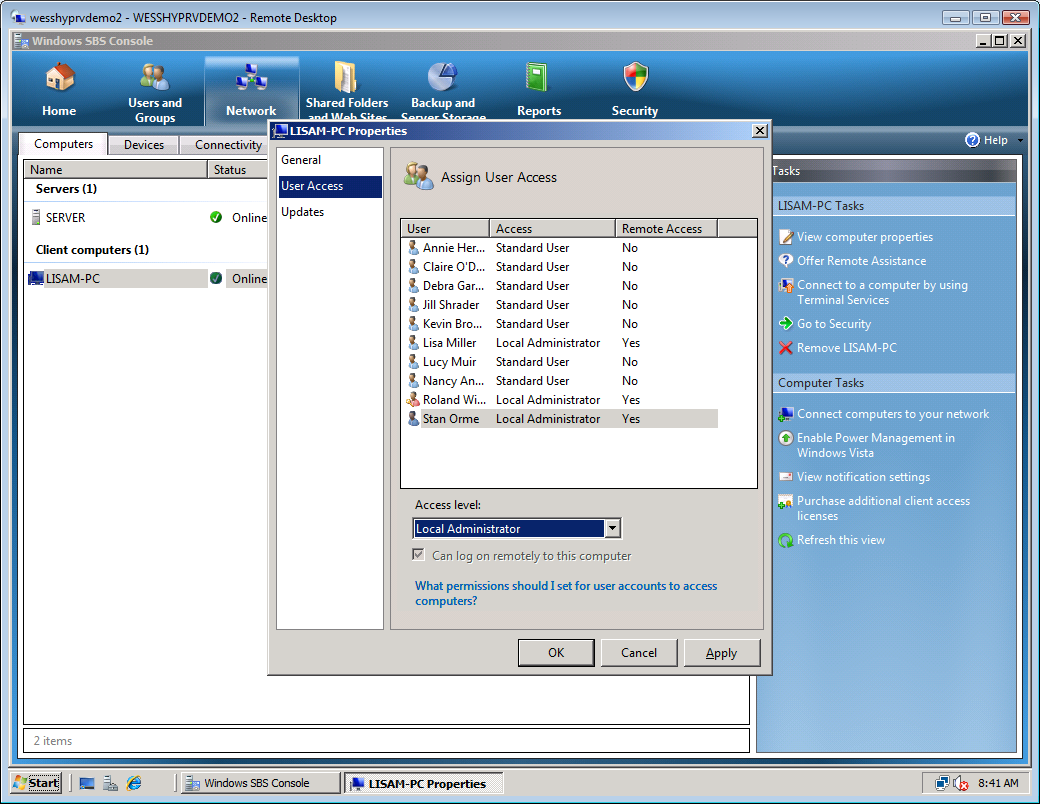 wesshyprvdemo2 - WESSHYPRVDEMO2 - Remote Desktop
Windows SBS Console
Home
Users and Groups
Network
Shared Folders and Web Sites
Backup and Server Storage
Reports
Security
Computers
Devices
Connectivity
Help
Name Status
Servers (1)
SERVER Online
Client computers (1)
LISAM-PC Online
2 items
LISAM-PC Properties
General
User Access
Updates
Assign User Access
User Access Remote Access
Annie Her... Standard User No
Claire O'D... Standard User No
Debra Gar... Standard User No
Jill Shrader Standard User No
Kevin Bro... Standard User No
Lisa Miller Local Administrator Yes
Lucy Muir Standard User No
Nancy An... Standard User No
Roland Wi... Local Administrator Yes
Stan Orme Local Administrator Yes
Access level:
Local Administrator
Can log on remotely to this computer
What permissions should I set for user accounts to access
computers?
OK Cancel Apply
Tasks
LISAM-PC Tasks
View computer properties
Offer Remote Assistance
Connect to a computer by using
Terminal Services
Go to Security
Remove LISAM-PC
Computer Tasks
Connect computers to your network
Enable Power Management in
Windows Vista
View notification settings
Purchase additional client access
licenses
Refresh this view
Start
Windows SBS Console
LISAM-PC Properties
8:41 AM